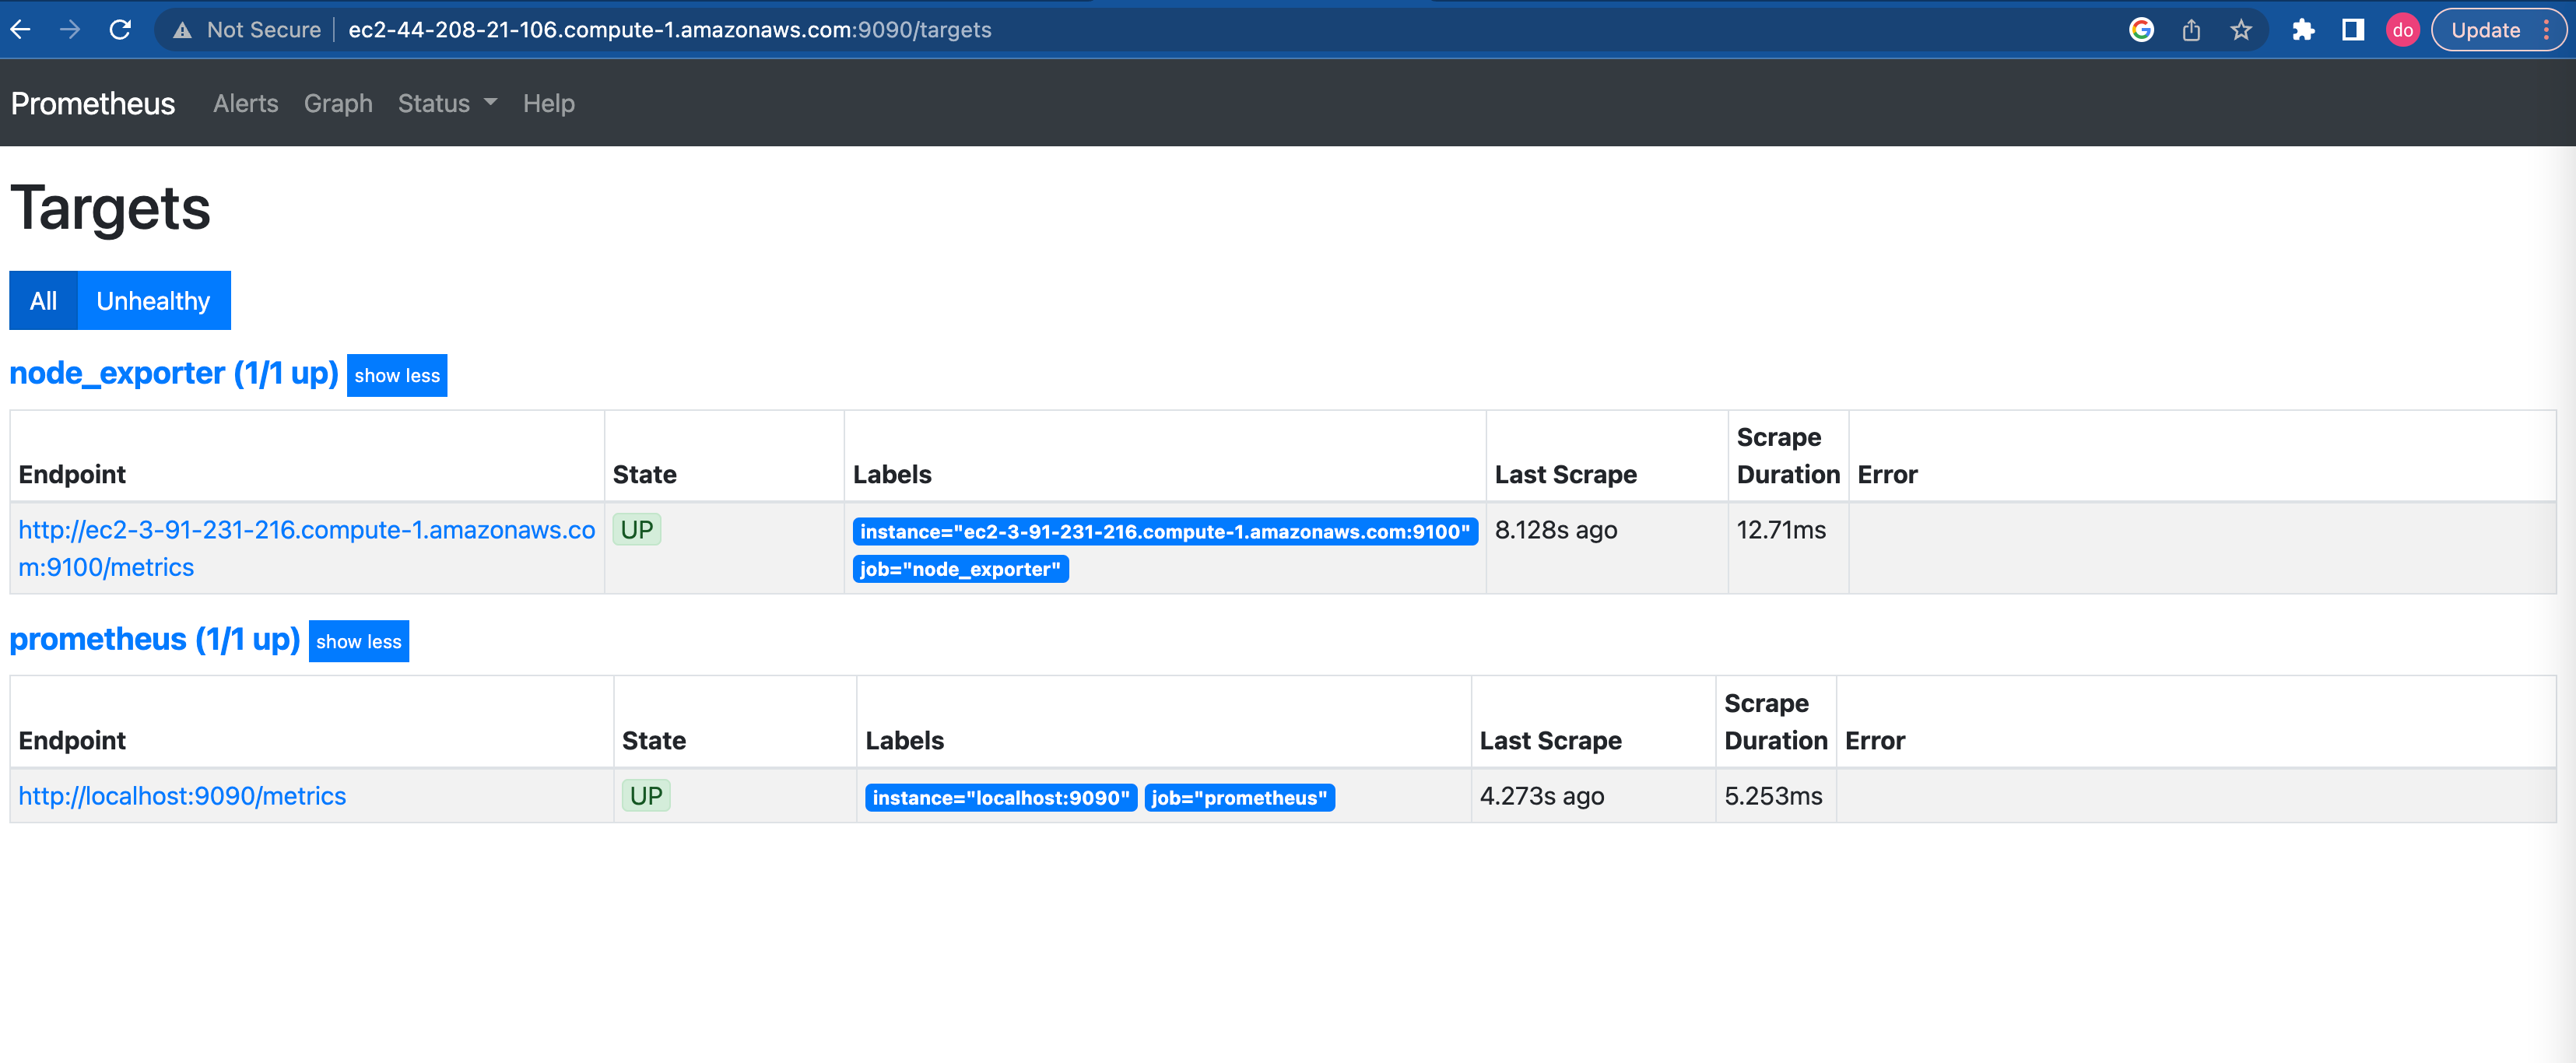 Not Secure ec2-44-208-21-106.compute-1.amazonaws.com:9090/targets do Update
Prometheus Alerts Graph Status Help
Targets
All Unhealthy
node_exporter (1/1 up) show less
Endpoint State Labels Last Scrape Scrape Duration Error
http://ec2-3-91-231-216.compute-1.amazonaws.co UP instance="ec2-3-91-231-216.compute-1.amazonaws.com:9100" 8.128s ago 12.71ms
m:9100/metrics job="node_exporter"
prometheus (1/1 up) show less
Endpoint State Labels Last Scrape Scrape Duration Error
http://localhost:9090/metrics UP instance="localhost:9090" job="prometheus" 4.273s ago 5.253ms